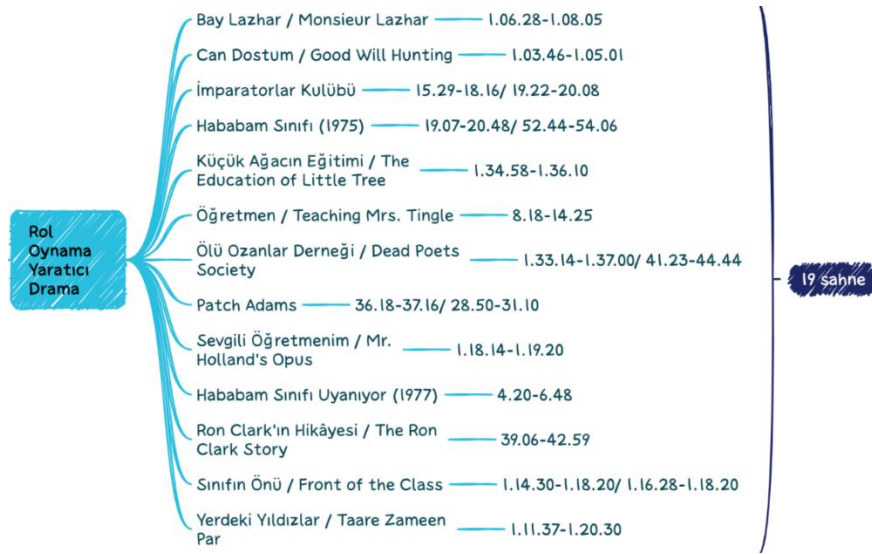 Bay Lazhar / Monsieur Lazhar 1.06.28-1.08.05
Can Dostum / Good Will Hunting 1.03.46-1.05.01
İmparatorlar Kulübü 15.29-18.16/ 19.22-20.08
Hababam Sınıfı (1975) 19.07-20.48/ 52.44-54.06
Küçük Ağacın Eğitimi / The
Education of Little Tree
1.34.58-1.36.10
Öğretmen / Teaching Mrs. Tingle 8.18-14.25
Rol
Oynama
Yaratıcı
Drama
Ölü Ozanlar Derneği / Dead Poets
Society
1.33.14-1.37.00/ 41.23-44.44
Patch Adams 36.18-37.16/ 28.50-31.10
Sevgili Öğretmenim / Mr.
Holland's Opus
1.18.14-1.19.20
Hababam Sınıfı Uyanıyor (1977) 4.20-6.48
Ron Clark'ın Hikâyesi / The Ron
Clark Story
39.06-42.59
Sınıfın Önü / Front of the Class 1.14.30-1.18.20/ 1.16.28-1.18.20
Yerdeki Yıldızlar / Taare Zameen
Par
1.11.37-1.20.30
19 sahne